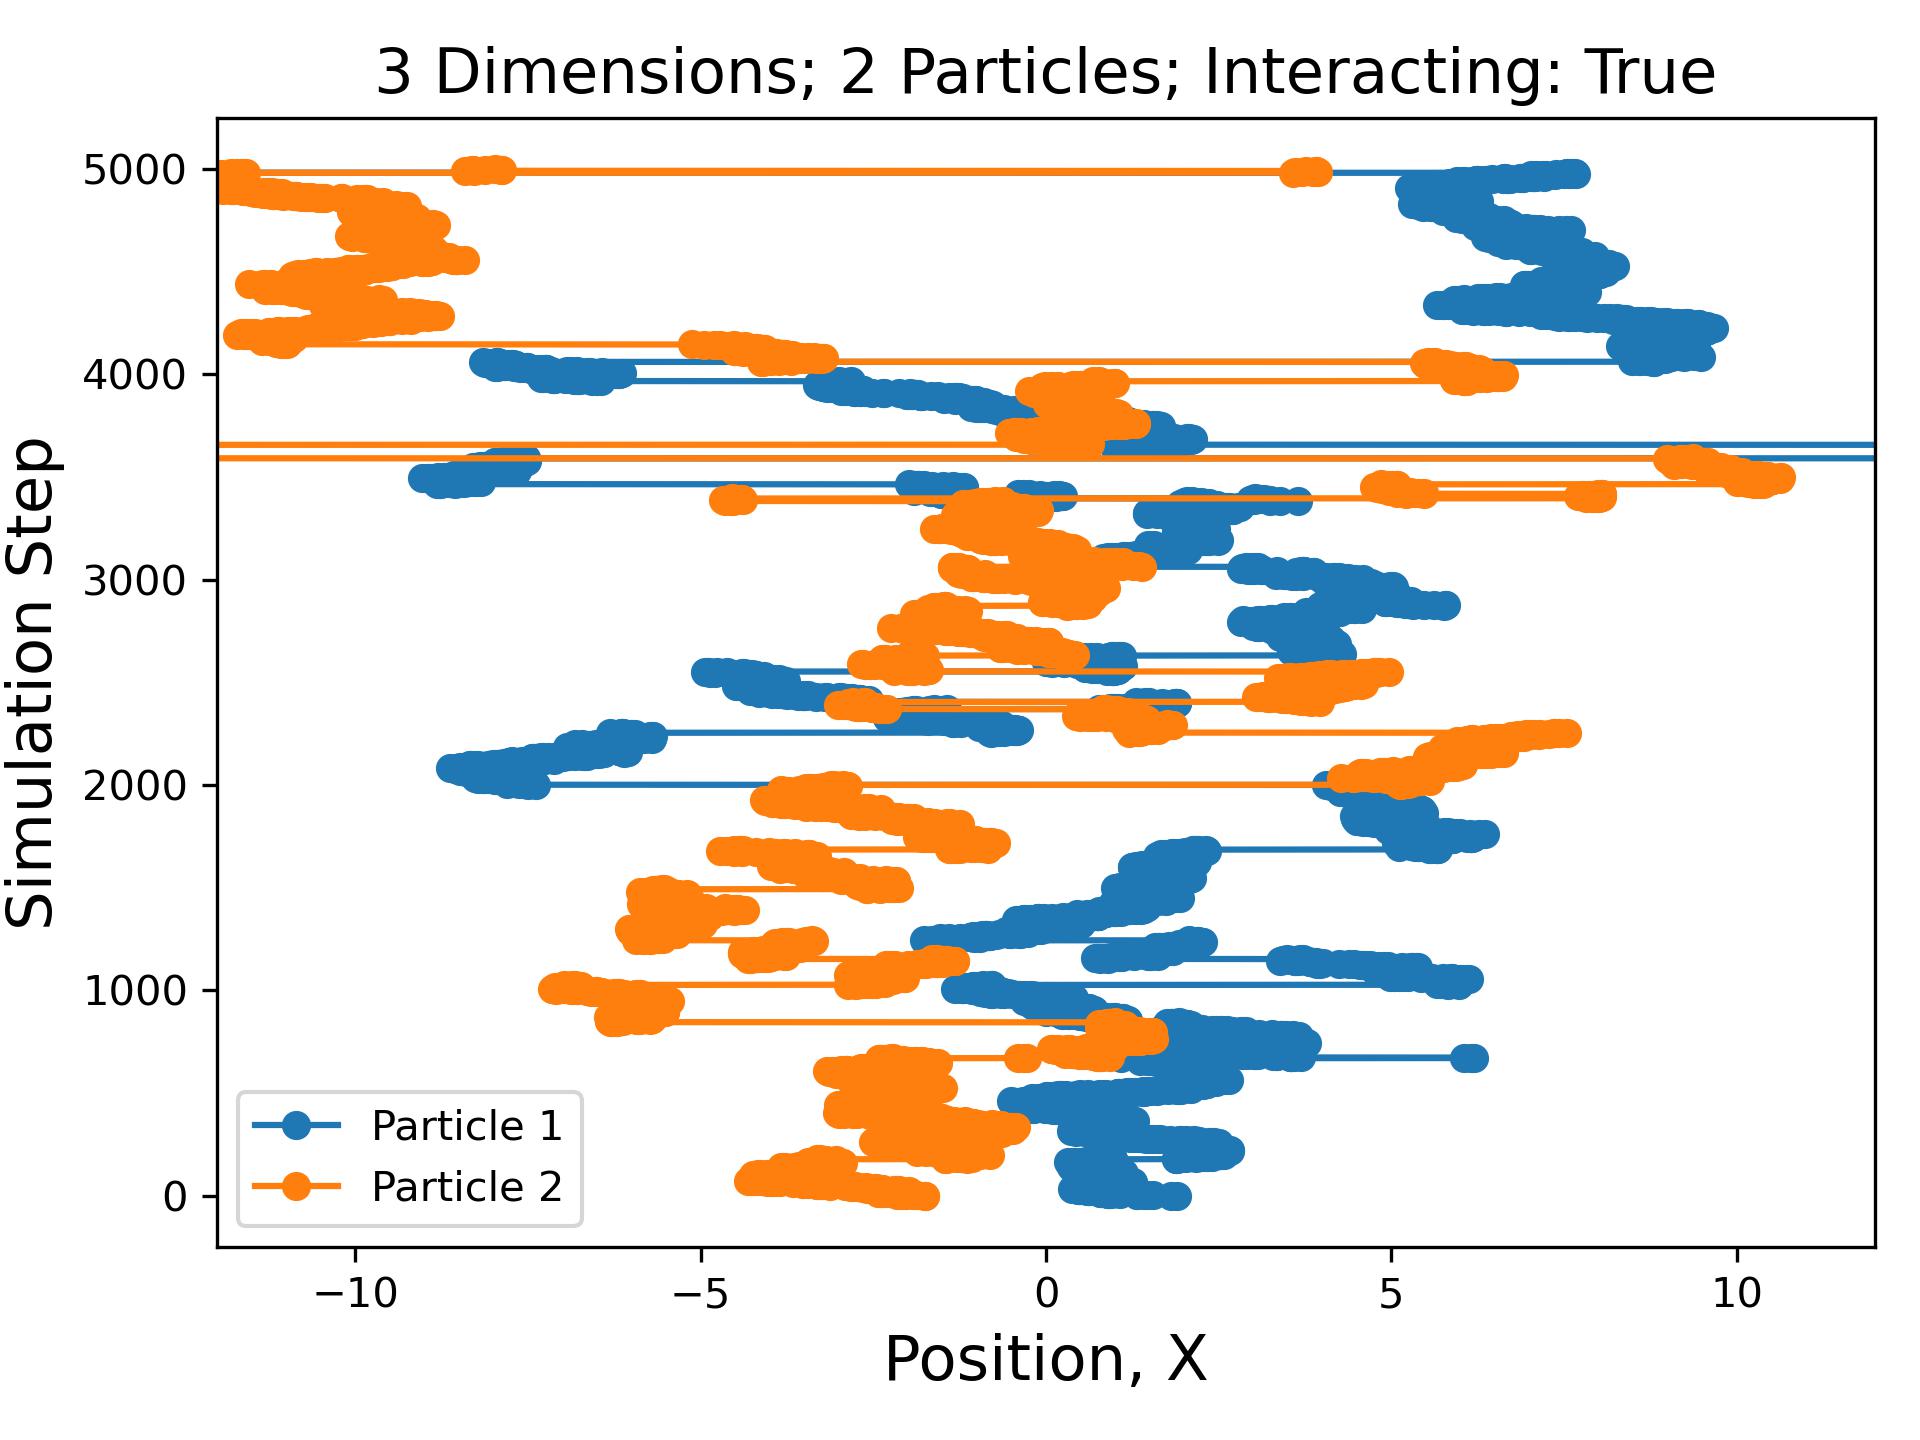 3 Dimensions; 2 Particles; Interacting: True
Simulation Step
5000
4000
3000
2000
1000
0
Particle 1
Particle 2
−10
−5
0
5
10
Position, X